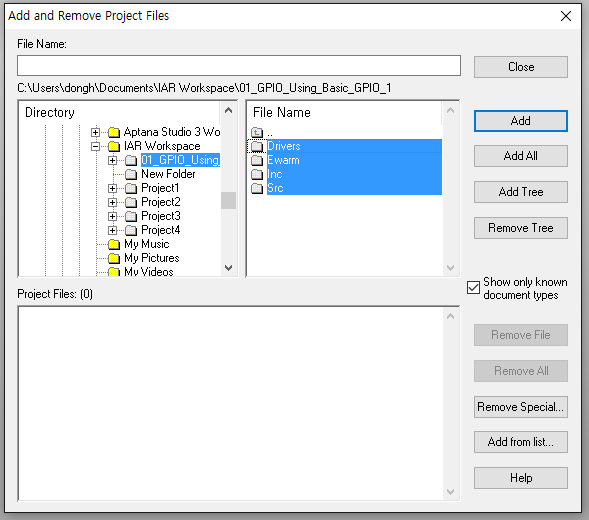 Add and Remove Project Files
File Name:
Close
C:\Users\dongh\Documents\IAR Workspace\01_GPIO_Using_Basic_GPIO_1
Directory
Aptana Studio 3 Wo
IAR Workspace
01_GPIO_Using_
New Folder
Project1
Project2
Project3
Project4
My Music
My Pictures
My Videos
File Name
..
Drivers
Ewarm
Inc
Src
Add
Add All
Add Tree
Remove Tree
Show only known
document types
Project Files: (0)
Remove File
Remove All
Remove Special...
Add from list...
Help